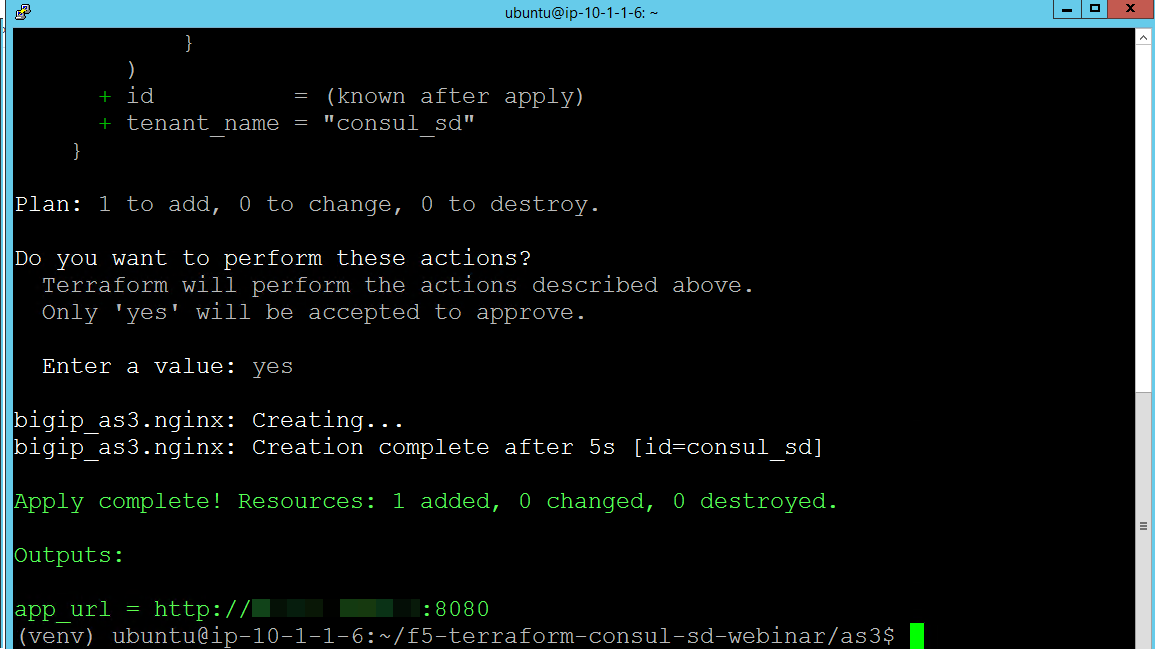 ubuntu@ip-10-1-1-6: ~
}
)
+ id = (known after apply)
+ tenant_name = "consul_sd"
}
Plan: 1 to add, 0 to change, 0 to destroy.
Do you want to perform these actions?
Terraform will perform the actions described above.
Only 'yes' will be accepted to approve.
Enter a value: yes
bigip_as3.nginx: Creating...
bigip_as3.nginx: Creation complete after 5s [id=consul_sd]
Apply complete! Resources: 1 added, 0 changed, 0 destroyed.
Outputs:
app_url = http:// :8080
(venv) ubuntu@ip-10-1-1-6:~/f5-terraform-consul-sd-webinar/as3$